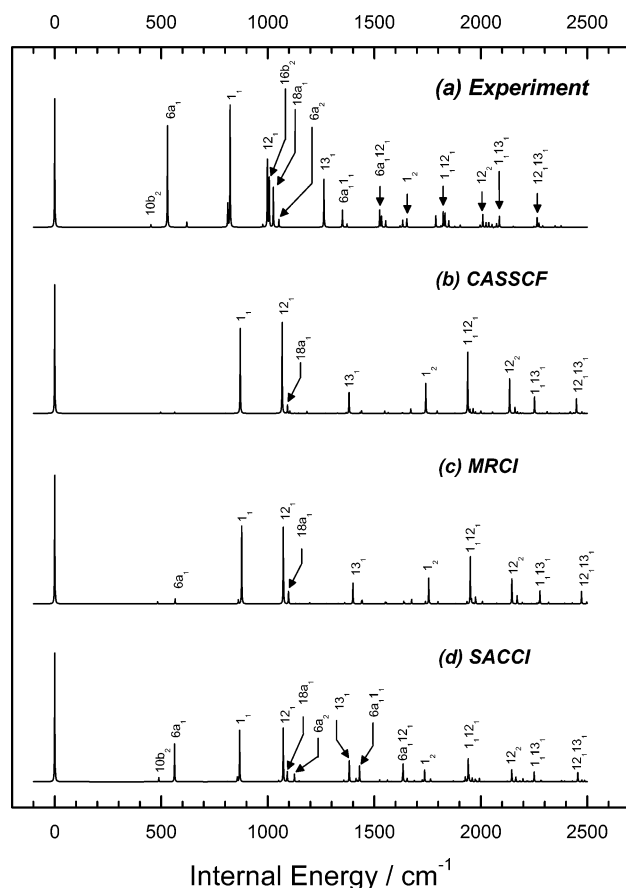 0 500 1000 1500 2000 2500
(a) Experiment
10b₂
6a₁
1₁
12₁
16b₂
18a₁
6a₂
13₁
6a₁1₁
6a₁12₁
1₂
1₁12₁
12₂
1₁13₁
12₁13₁
(b) CASSCF
1₁
12₁
18a₁
13₁
1₂
1₁12₁
12₂
1₁13₁
12₁13₁
(c) MRCI
6a₁
1₁
12₁
18a₁
13₁
1₂
1₁12₁
12₂
1₁13₁
12₁13₁
(d) SACCI
10b₂
6a₁
1₁
12₁
18a₁
6a₂
13₁
6a₁1₁
6a₁12₁
1₂
1₁12₁
12₂
1₁13₁
12₁13₁
0 500 1000 1500 2000 2500
Internal Energy / cm⁻¹